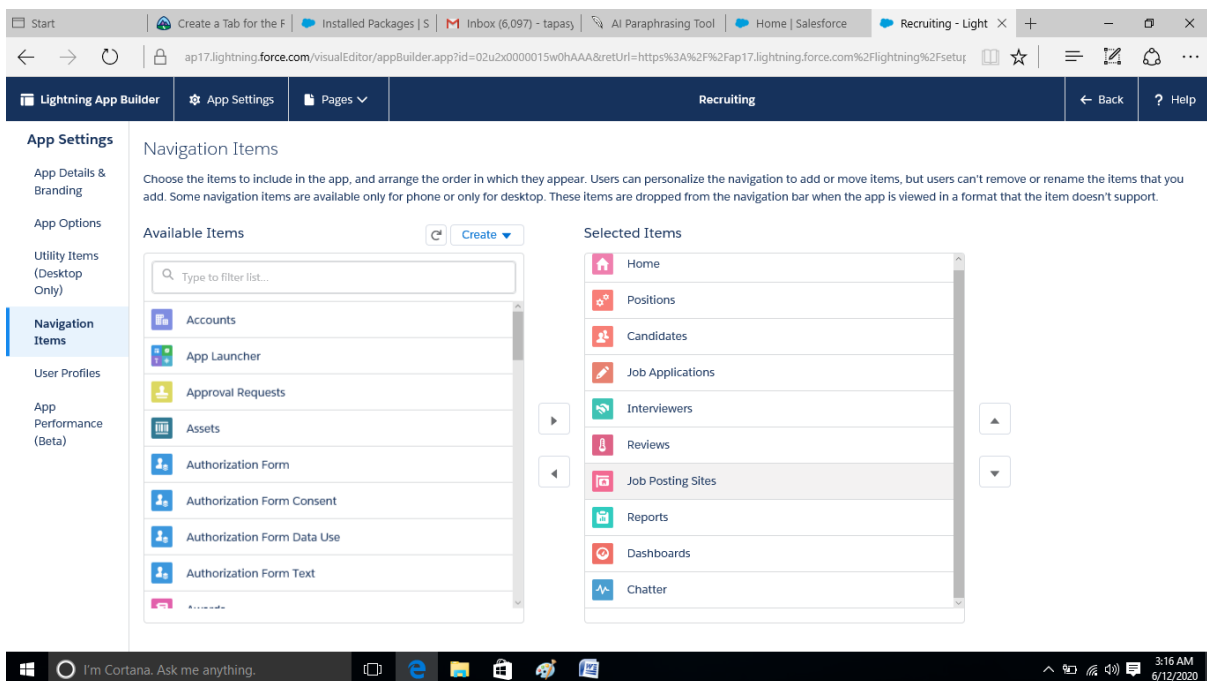 Start
Create a Tab for the F
Installed Packages | S
Inbox (6,097) - tapasy
AI Paraphrasing Tool
Home | Salesforce
Recruiting - Light
ap17.lightning.force.com/visualEditor/appBuilder.app?id=02u2x0000015w0hAAA&retUrl=https%3A%2F%2Fap17.lightning.force.com%2Flightning%2Fsetup
Lightning App Builder
App Settings
Pages
Recruiting
Back
? Help
App Settings
App Details &
Branding
App Options
Utility Items
(Desktop
Only)
Navigation
Items
User Profiles
App
Performance
(Beta)
Navigation Items
Choose the items to include in the app, and arrange the order in which they appear. Users can personalize the navigation to add or move items, but users can't remove or rename the items that you
add. Some navigation items are available only for phone or only for desktop. These items are dropped from the navigation bar when the app is viewed in a format that the item doesn't support.
Available Items
Create
Type to filter list...
Accounts
App Launcher
Approval Requests
Assets
Authorization Form
Authorization Form Consent
Authorization Form Data Use
Authorization Form Text
Selected Items
Home
Positions
Candidates
Job Applications
Interviewers
Reviews
Job Posting Sites
Reports
Dashboards
Chatter
I'm Cortana. Ask me anything.
3:16 AM
6/12/2020